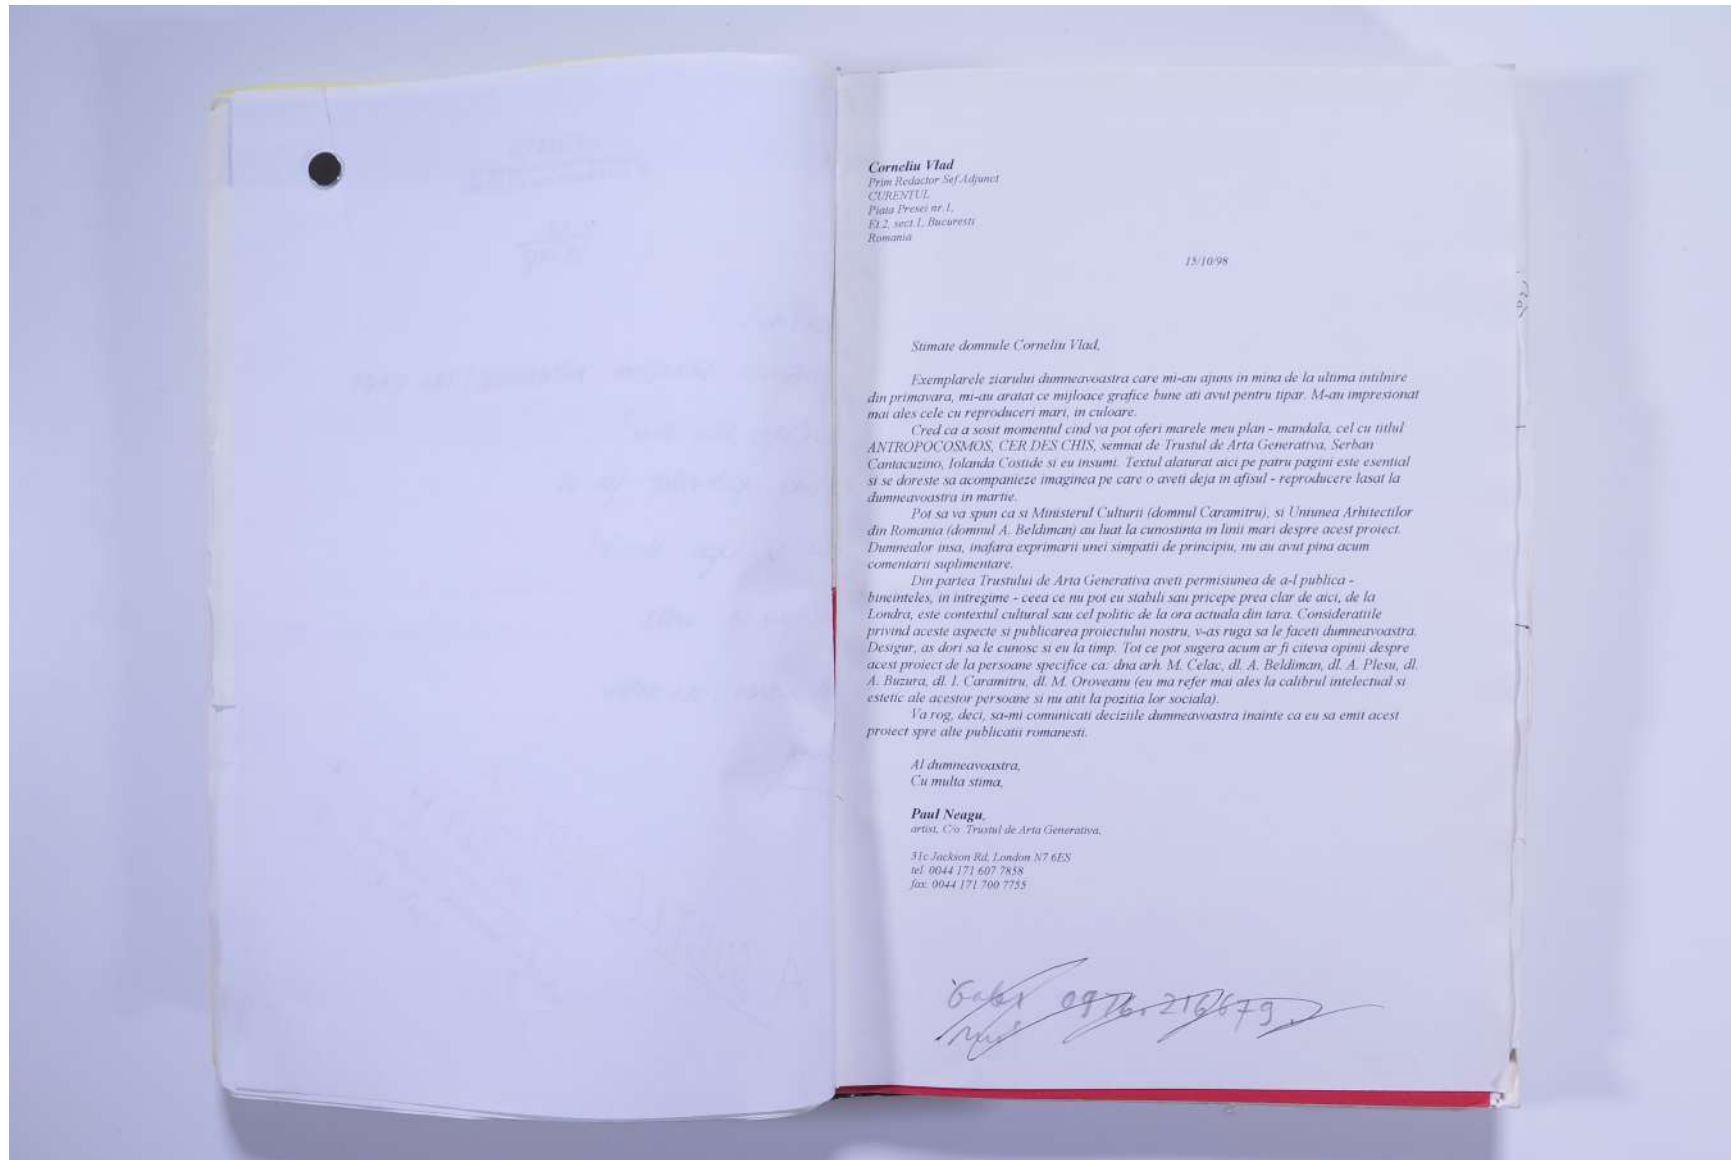 Corneliu Vlad
Prim Redactor Sef Adjunct
CURENTUL
Piata Presei nr.1,
Et.2, sect.1, Bucuresti
Romania
15/10/98
Stimate domnule Corneliu Vlad,
Exemplarele ziarului dumneavoastra care mi-au ajuns in mina de la ultima intilnire
din primavara, mi-au aratat ce mijloace grafice bune ati avut pentru tipar. M-au impresionat
mai ales cele cu reproduceri mari, in culoare.
Cred ca a sosit momentul cind va pot oferi marele meu plan - mandala, cel cu titlul
ANTROPOCOSMOS, CER DES CHIS, semnat de Trustul de Arta Generativa, Serban
Cantacuzino, Iolanda Costide si eu insumi. Textul alaturat aici pe patru pagini este esential
si se doreste sa acompanieze imaginea pe care o aveti deja in afisul - reproducere lasat la
dumneavoastra in martie.
Pot sa va spun ca si Ministerul Culturii (domnul Caramitru), si Uniunea Arhitectilor
din Romania (domnul A. Beldiman) au luat la cunostinta in linii mari despre acest proiect.
Dumnealor insa, inafara exprimarii unei simpatii de principiu, nu au avut pina acum
comentarii suplimentare.
Din partea Trustului de Arta Generativa aveti permisiunea de a-l publica -
bineinteles, in intregime - ceea ce nu pot eu stabili sau pricepe prea clar de aici, de la
Londra, este contextul cultural sau cel politic de la ora actuala din tara. Consideratiile
privind aceste aspecte si publicarea proiectului nostru, v-as ruga sa le faceti dumneavoastra.
Desigur, as dori sa le cunosc si eu la timp. Tot ce pot sugera acum ar fi citeva opinii despre
acest proiect de la persoane specifice ca: dna arh. M. Celac, dl. A. Beldiman, dl. A. Plesu, dl.
A. Buzura, dl. I. Caramitru, dl. M. Oroveanu (eu ma refer mai ales la calibrul intelectual si
estetic ale acestor persoane si nu atit la pozitia lor sociala).
Va rog, deci, sa-mi comunicati deciziile dumneavoastra inainte ca eu sa emit acest
proiect spre alte publicatii romanesti.
Al dumneavoastra,
Cu multa stima,
Paul Neagu,
artist, C/o Trustul de Arta Generativa,
31c Jackson Rd, London N7 6ES
tel. 0044 171 607 7858
fax. 0044 171 700 7755